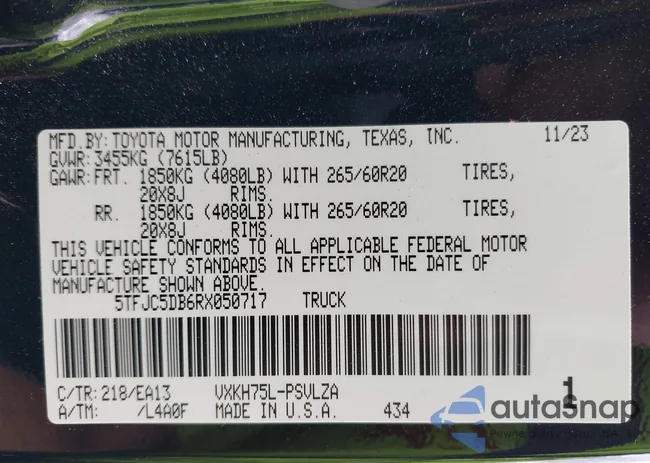 MFD.BY: TOYOTA MOTOR MANUFACTURING, TEXAS, INC. 11/23
GVWR: 3455KG (7615LB)
GAWR: FRT. 1850KG (4080LB) WITH 265/60R20 TIRES,
20X8J RIMS.
RR. 1850KG (4080LB) WITH 265/60R20 TIRES,
20X8J RIMS.
THIS VEHICLE CONFORMS TO ALL APPLICABLE FEDERAL MOTOR
VEHICLE SAFETY STANDARDS IN EFFECT ON THE DATE OF
MANUFACTURE SHOWN ABOVE.
5TFJC5DB6RX050717 TRUCK
C/TR: 218/EA13 VXKH75L-PSVLZA
A/TM: /L4A0F MADE IN U.S.A. 434
autosnap